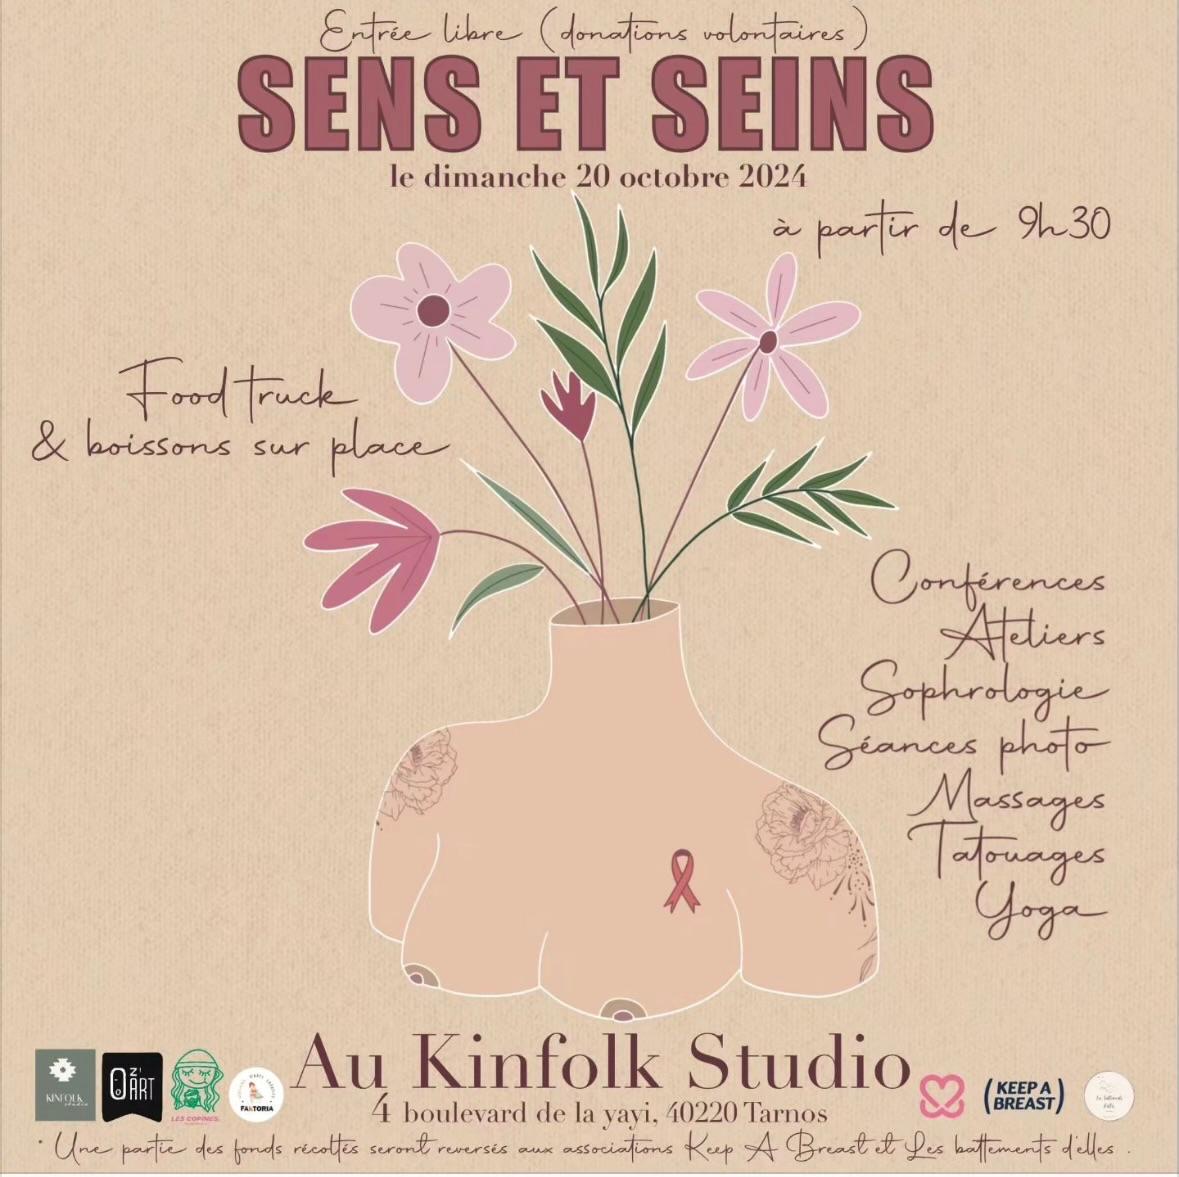 Entrée libre (donations volontaires)
SENS ET SEINS
le dimanche 20 octobre 2024
à partir de 9h30
Food truck
& boissons sur place
Conférences
Ateliers
Sophrologie
Séances photo
Massages
Tatouages
Yoga
Au Kinfolk Studio
4 boulevard de la yayi, 40220 Tarnos
KINFOLK
studio
OZ'
ART
LES COPINES
FANTORIA
(KEEP A
BREAST)
* Une partie des fonds récoltés seront reversés aux associations Keep A Breast et Les battements d'elles .